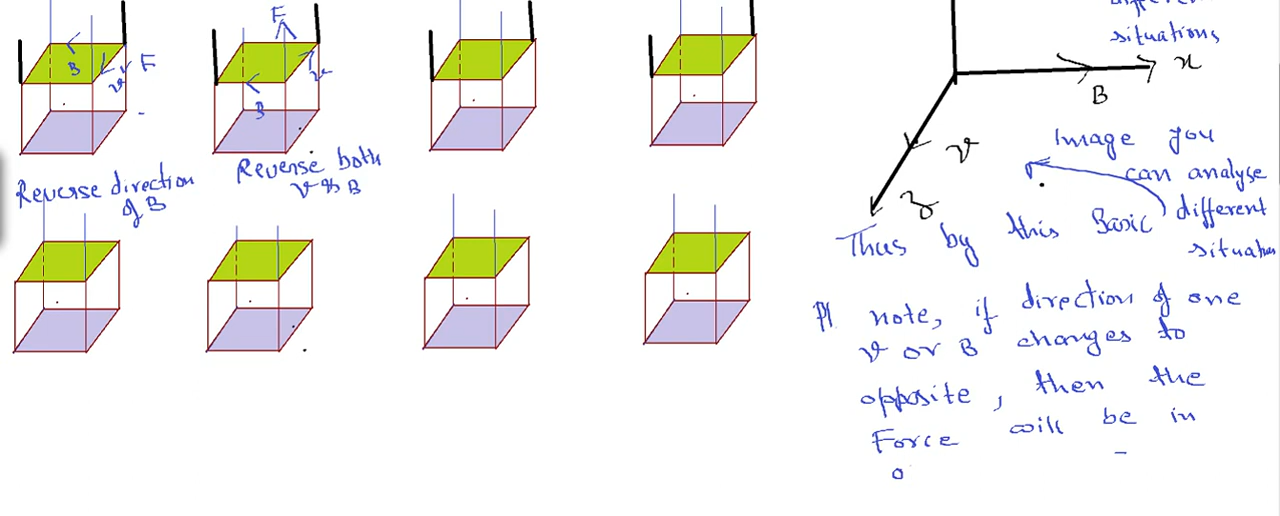 F
B
v
F
v
B
Reverse direction
of B
Reverse both
v & B
different
situations
x
B
v
z
Image you
can analyse
different
situation
Thus by this Basic
Pl note, if direction of one
v or B changes to
opposite, then the
Force will be in
o